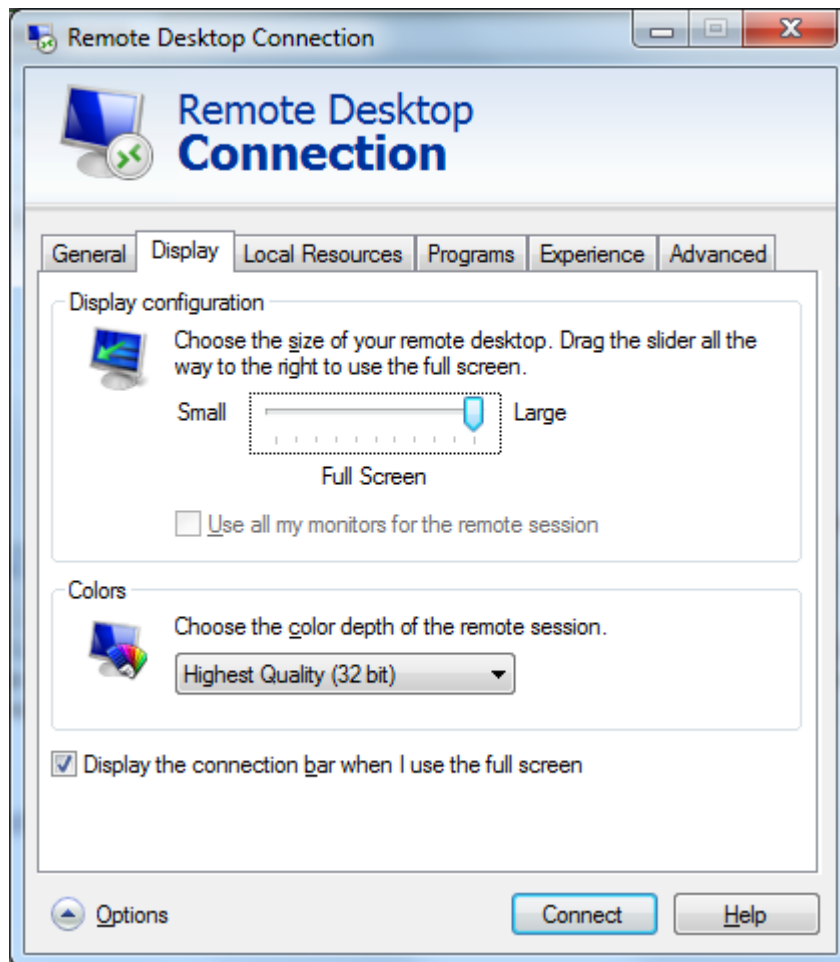 Remote Desktop Connection
Remote Desktop
Connection
General Display Local Resources Programs Experience Advanced
Display configuration
Choose the size of your remote desktop. Drag the slider all the
way to the right to use the full screen.
Small Large
Full Screen
Use all my monitors for the remote session
Colors
Choose the color depth of the remote session.
Highest Quality (32 bit)
Display the connection bar when I use the full screen
Options Connect Help